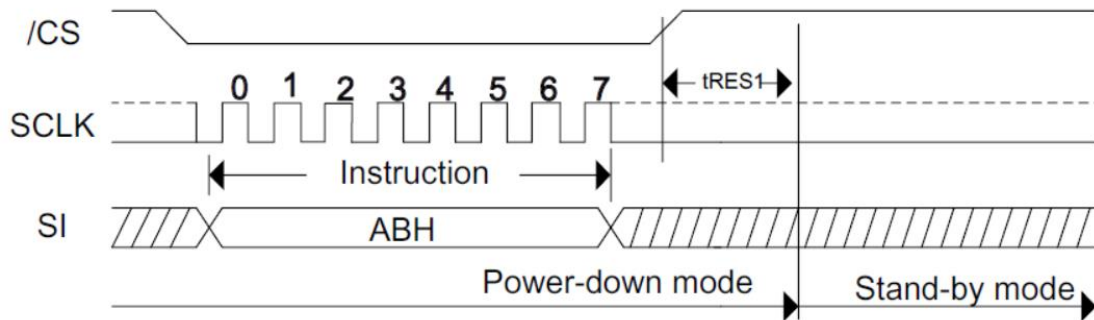 /CS
tRES1
0 1 2 3 4 5 6 7
SCLK
Instruction
SI
ABH
Power-down mode
Stand-by mode